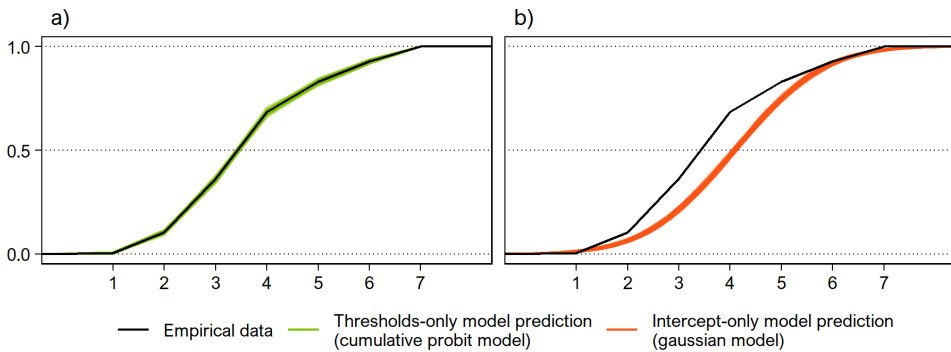 a)
b)
1.0
0.5
0.0
1 2 3 4 5 6 7
1 2 3 4 5 6 7
Empirical data
Thresholds-only model prediction
(cumulative probit model)
Intercept-only model prediction
(gaussian model)